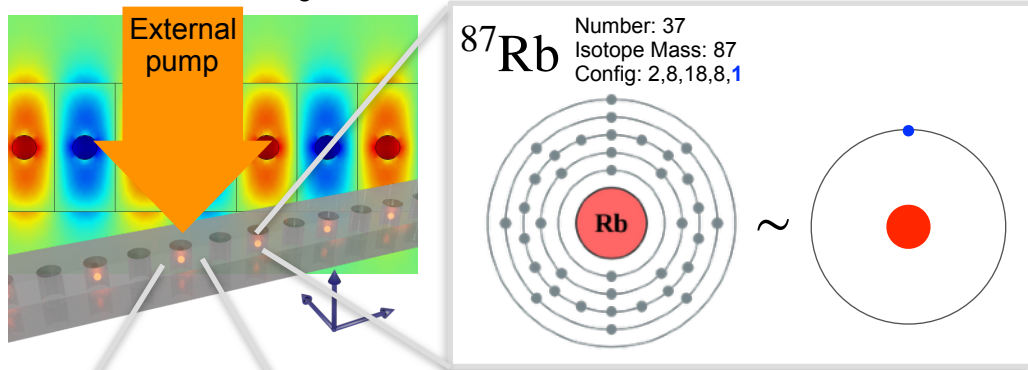 External
pump
87Rb
Number: 37
Isotope Mass: 87
Config: 2,8,18,8,1
Rb
~